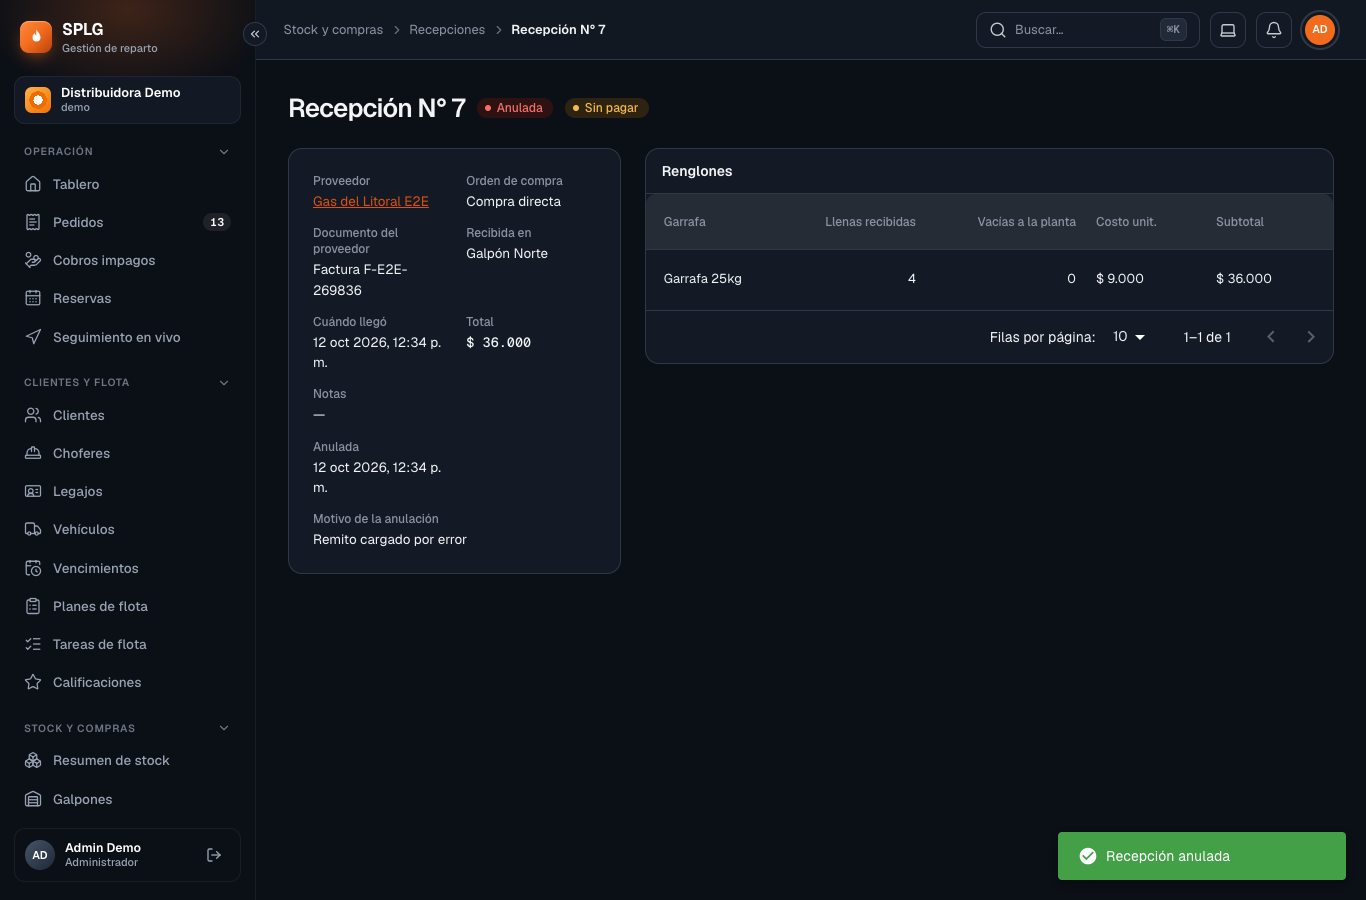 SPLG
Gestión de reparto
Distribuidora Demo
demo
OPERACIÓN
Tablero
Pedidos 13
Cobros impagos
Reservas
Seguimiento en vivo
CLIENTES Y FLOTA
Clientes
Choferes
Legajos
Vehículos
Vencimientos
Planes de flota
Tareas de flota
Calificaciones
STOCK Y COMPRAS
Resumen de stock
Galpones
AD Admin Demo
Administrador
Stock y compras Recepciones Recepción N° 7
Buscar... ⌘K
AD
Recepción N° 7 Anulada Sin pagar
Proveedor
Gas del Litoral E2E
Orden de compra
Compra directa
Documento del
proveedor
Factura F-E2E-
269836
Recibida en
Galpón Norte
Cuándo llegó
12 oct 2026, 12:34 p.
m.
Total
$ 36.000
Notas
—
Anulada
12 oct 2026, 12:34 p.
m.
Motivo de la anulación
Remito cargado por error
Renglones
Garrafa Llenas recibidas Vacías a la planta Costo unit. Subtotal
Garrafa 25kg 4 0 $ 9.000 $ 36.000
Filas por página: 10 1–1 de 1
Recepción anulada